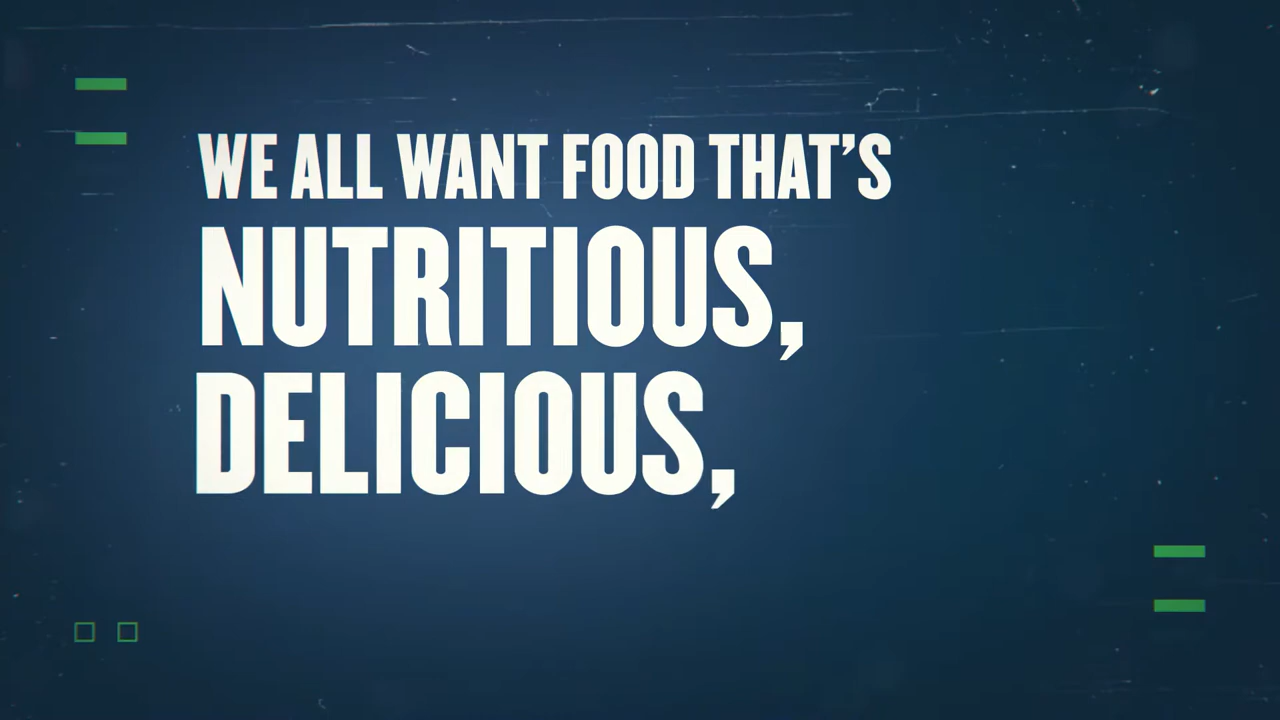 WE ALL WANT FOOD THAT’S
NUTRITIOUS,
DELICIOUS,